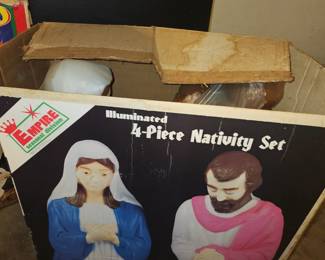 EMPIRE
Illuminated
4-Piece Nativity Set